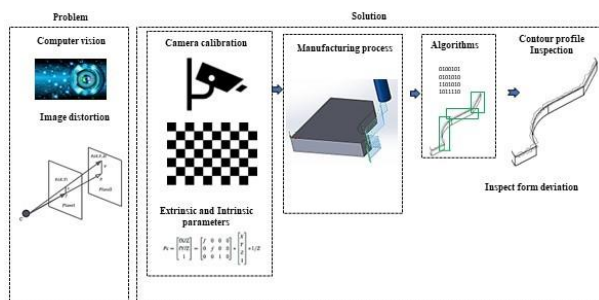 Problem
Solution
Computer vision
Image distortion
Camera calibration
Extrinsic and Intrinsic
parameters
Manufacturing process
Algorithms
0100101
0101010
1101010
1011110
Contour profile
Inspection
Inspect form deviation